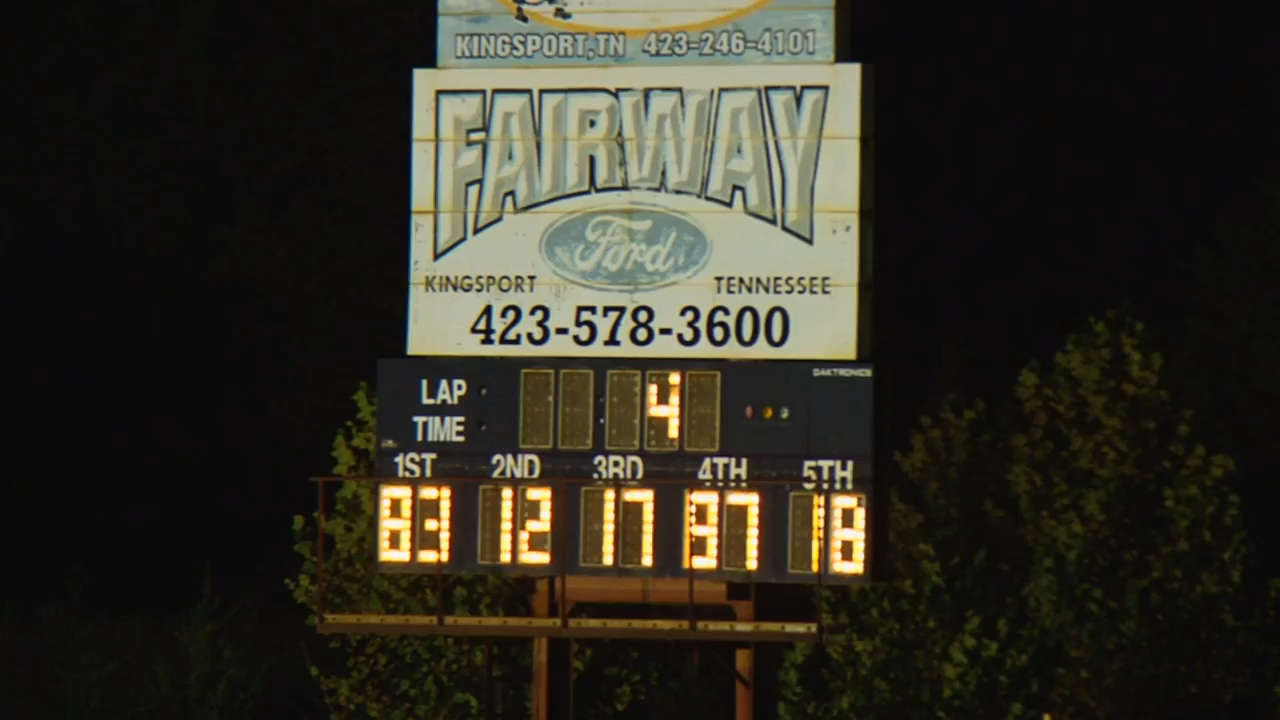 KINGSPORT, TN 423-246-4101
FAIRWAY
Ford
KINGSPORT TENNESSEE
423-578-3600
DAKTRONICS
LAP
TIME
4
1ST 2ND 3RD 4TH 5TH
83 12 17 97 18